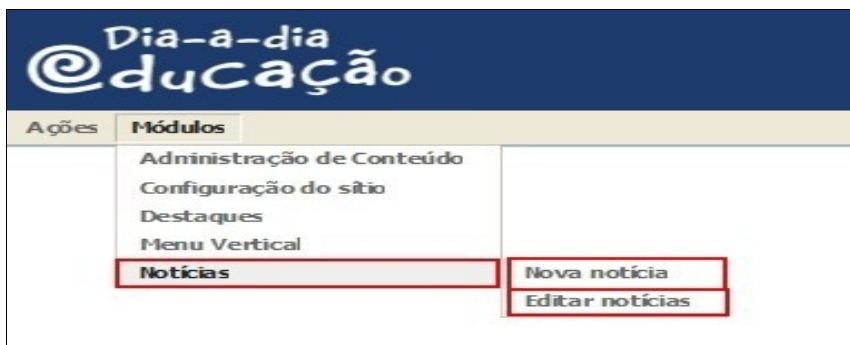 Dia-a-dia
@ducação
Ações Módulos
Administração de Conteúdo
Configuração do sítio
Destaques
Menu Vertical
Notícias Nova notícia
Editar notícias